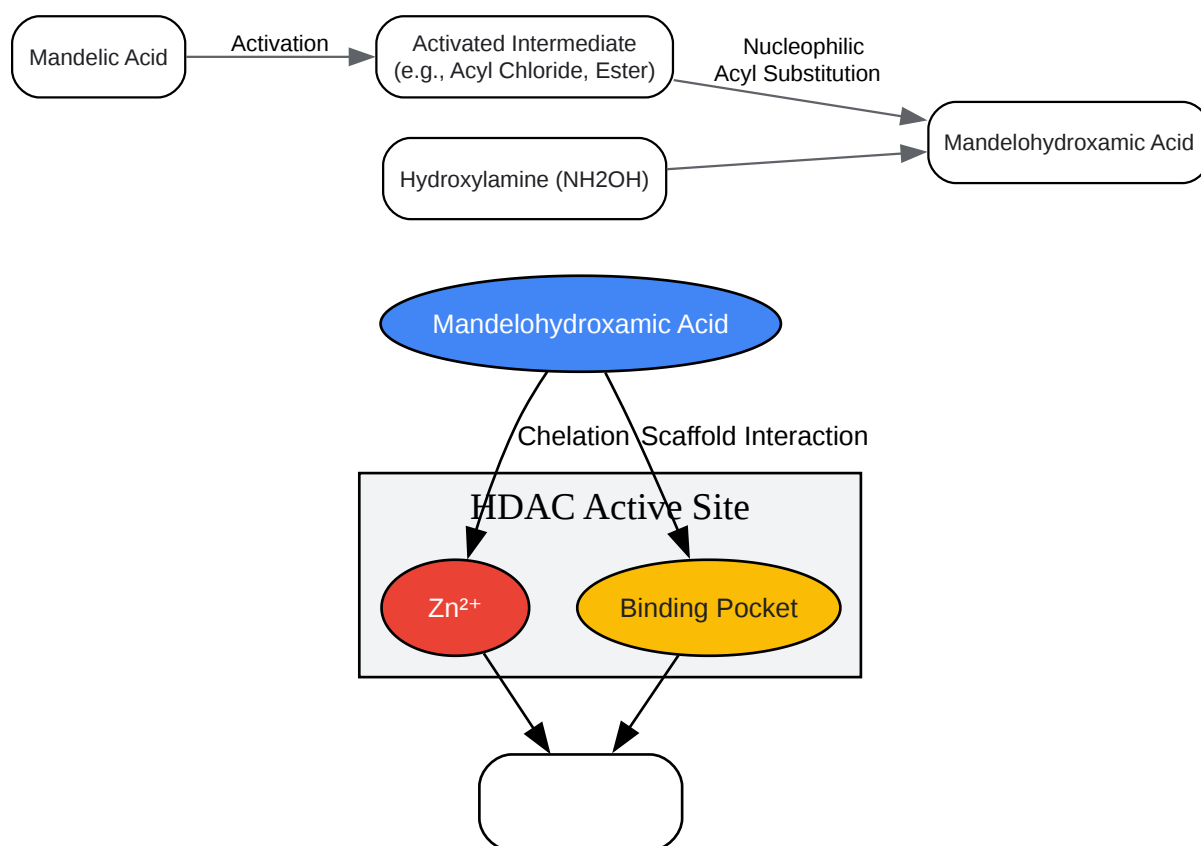 Mandelic Acid
Activation
Activated Intermediate
(e.g., Acyl Chloride, Ester)
Nucleophilic
Acyl Substitution
Mandelohydroxamic Acid
Hydroxylamine (NH2OH)
Mandelohydroxamic Acid
Chelation
Scaffold Interaction
HDAC Active Site
Zn²⁺
Binding Pocket